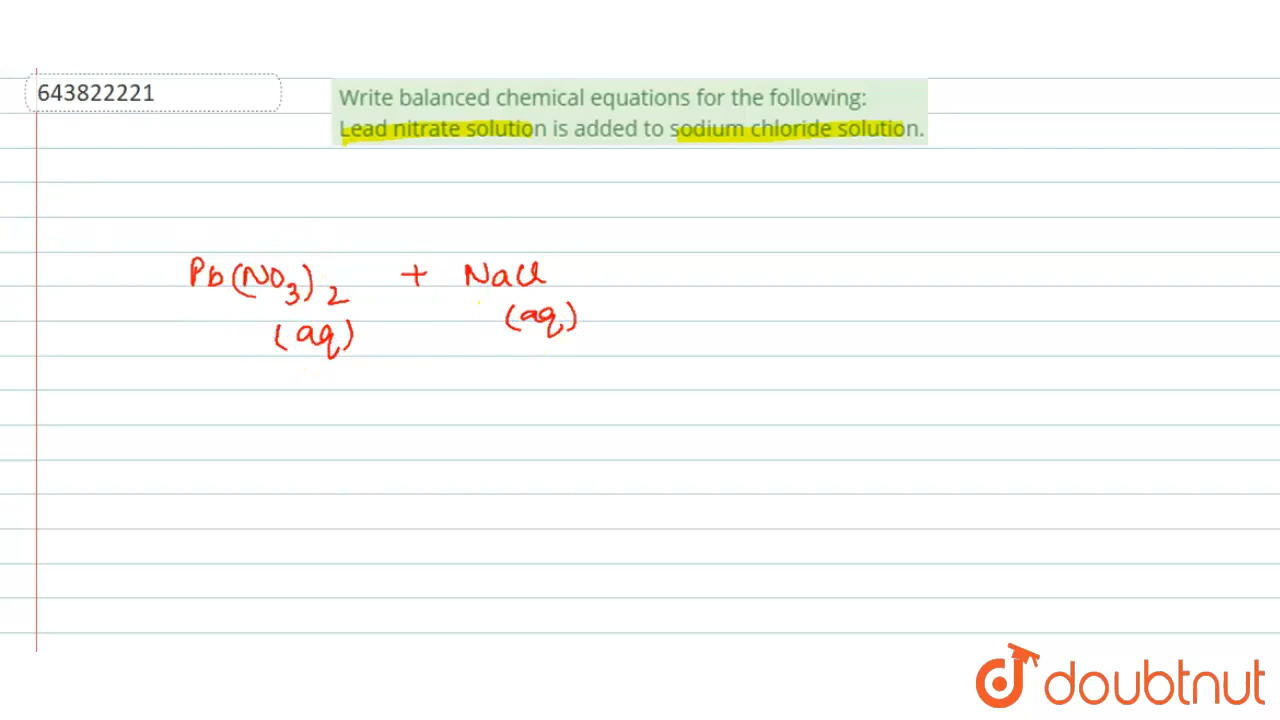 643822221
Write balanced chemical equations for the following:
Lead nitrate solution is added to sodium chloride solution.
Pb(NO3)2 + NaCl
(aq) (aq)
doubtnut